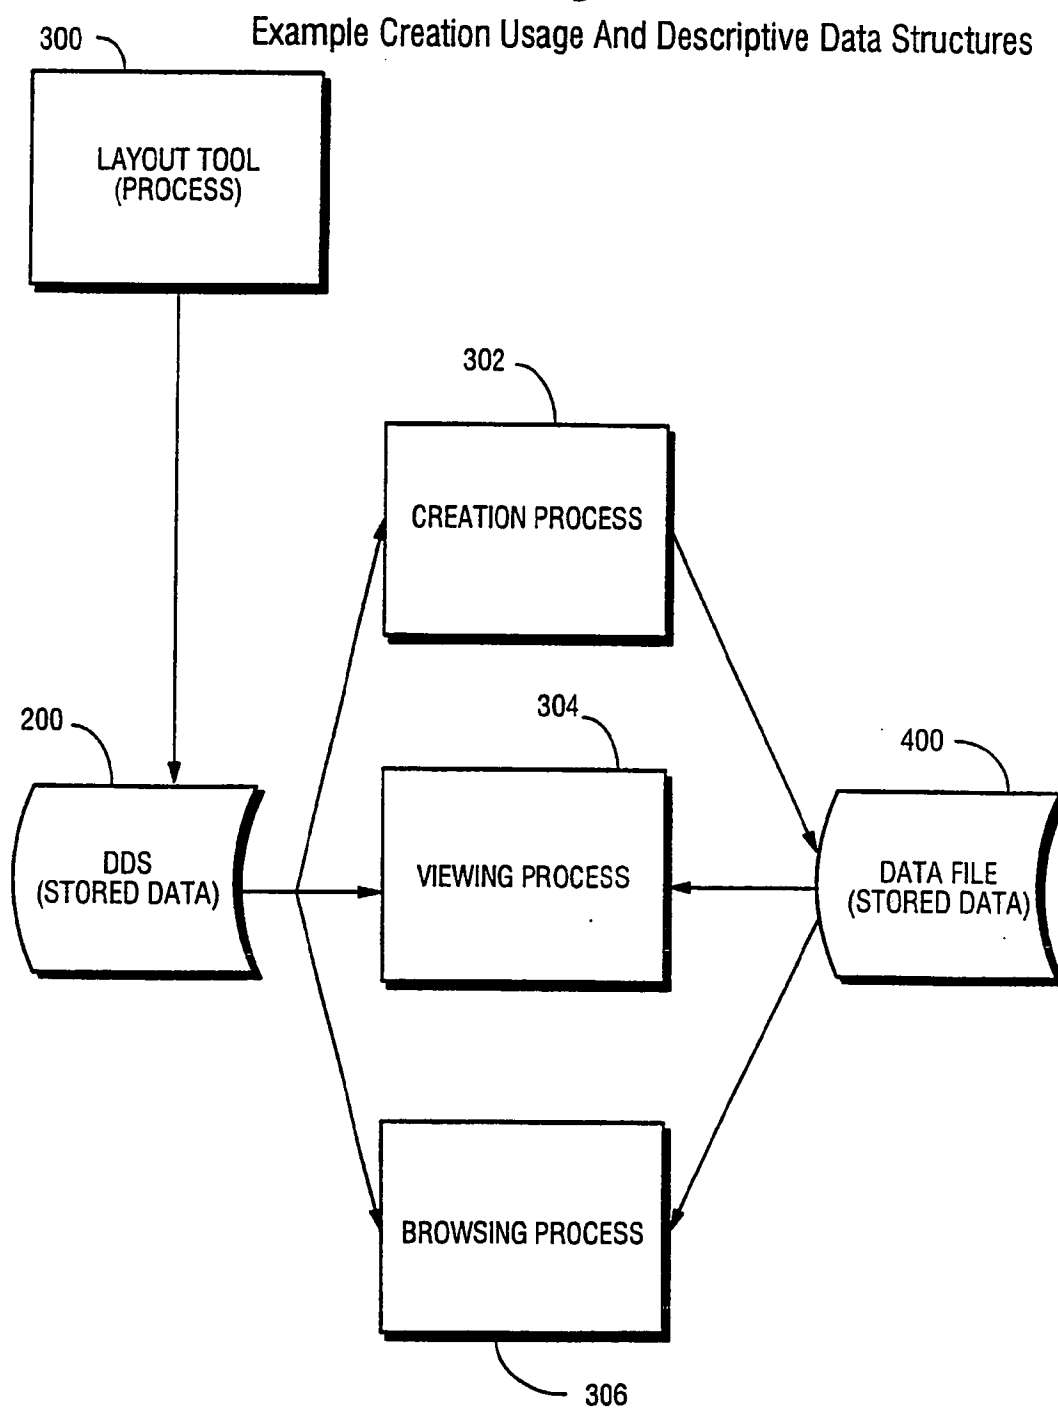 Example Creation Usage And Descriptive Data Structures
300
LAYOUT TOOL
(PROCESS)
302
CREATION PROCESS
200
DDS
(STORED DATA)
304
VIEWING PROCESS
400
DATA FILE
(STORED DATA)
BROWSING PROCESS
306